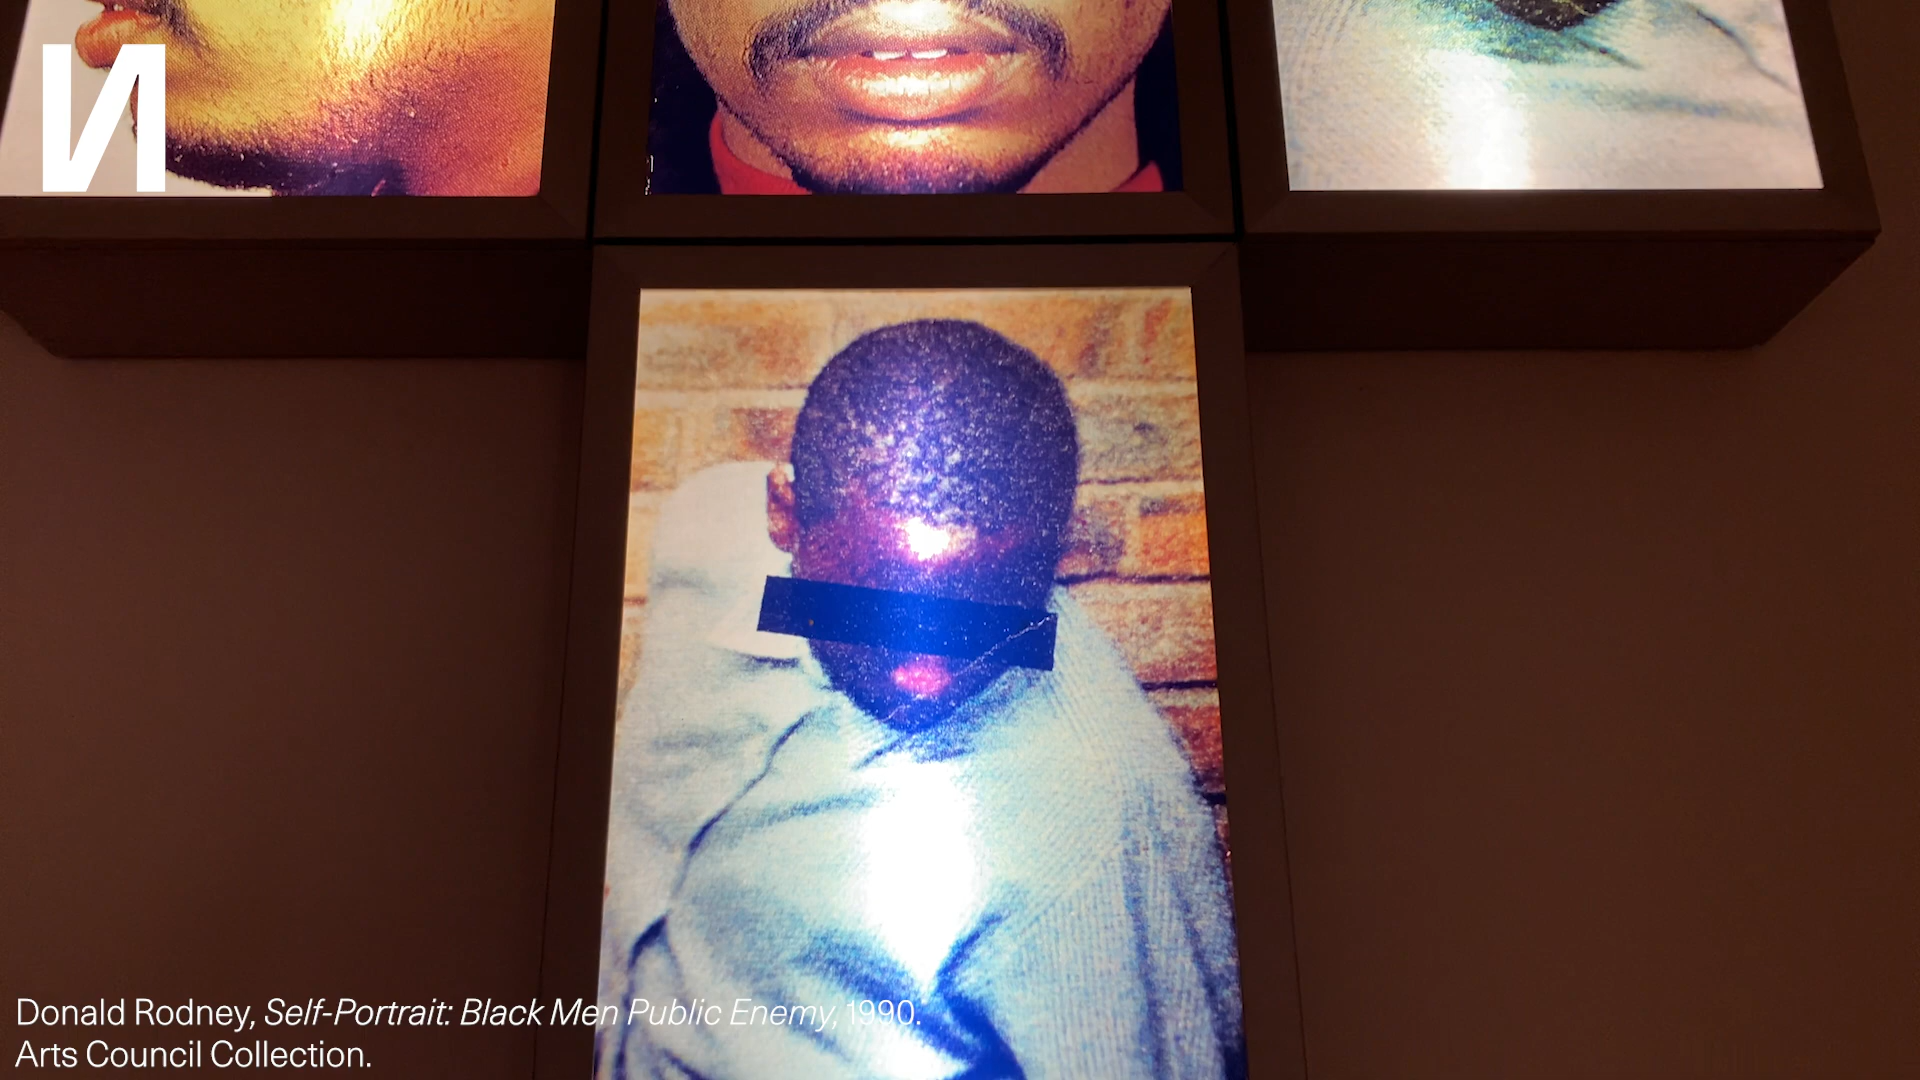 И
Donald Rodney, Self-Portrait: Black Men Public Enemy, 1990.
Arts Council Collection.